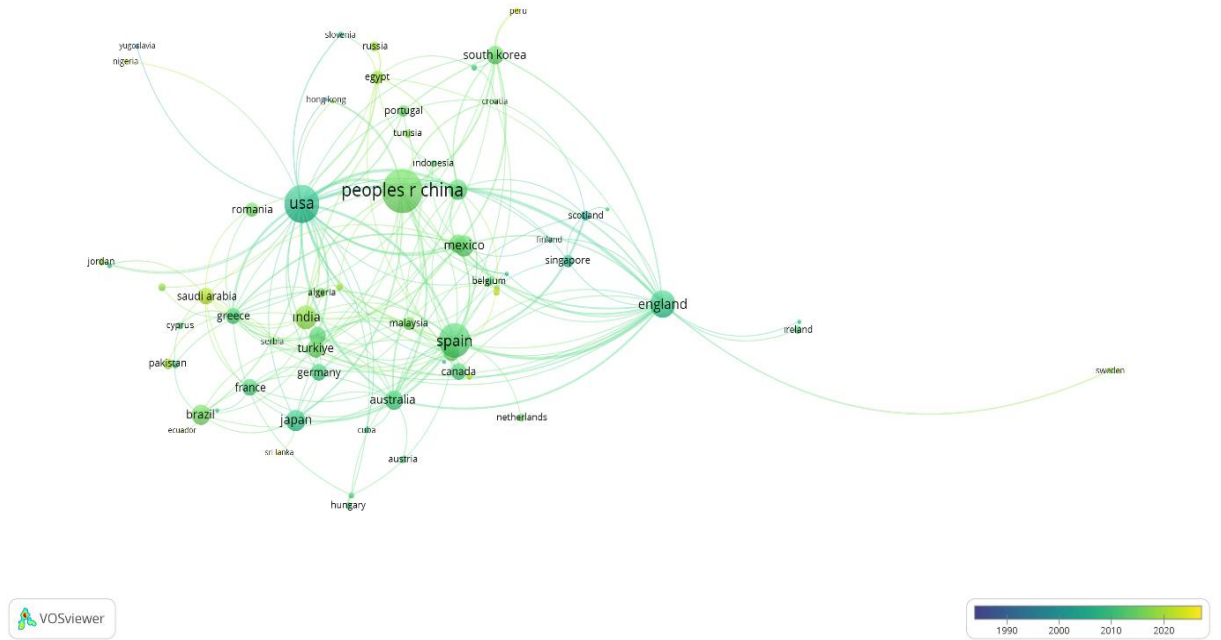 peru
yugoslavia
slovenia
russia
south korea
nigeria
egypt
hong kong
croatia
portugal
tunisia
indonesia
peoples r china
usa
romania
scotland
finland
mexico
singapore
jordan
belgium
algeria
saudi arabia
england
greece
india
cyprus
malaysia
ireland
serbia
turkiye
spain
pakistan
germany
canada
sweden
france
australia
brazil
japan
netherlands
ecuador
cuba
sri lanka
austria
hungary
VOSviewer
1990 2000 2010 2020